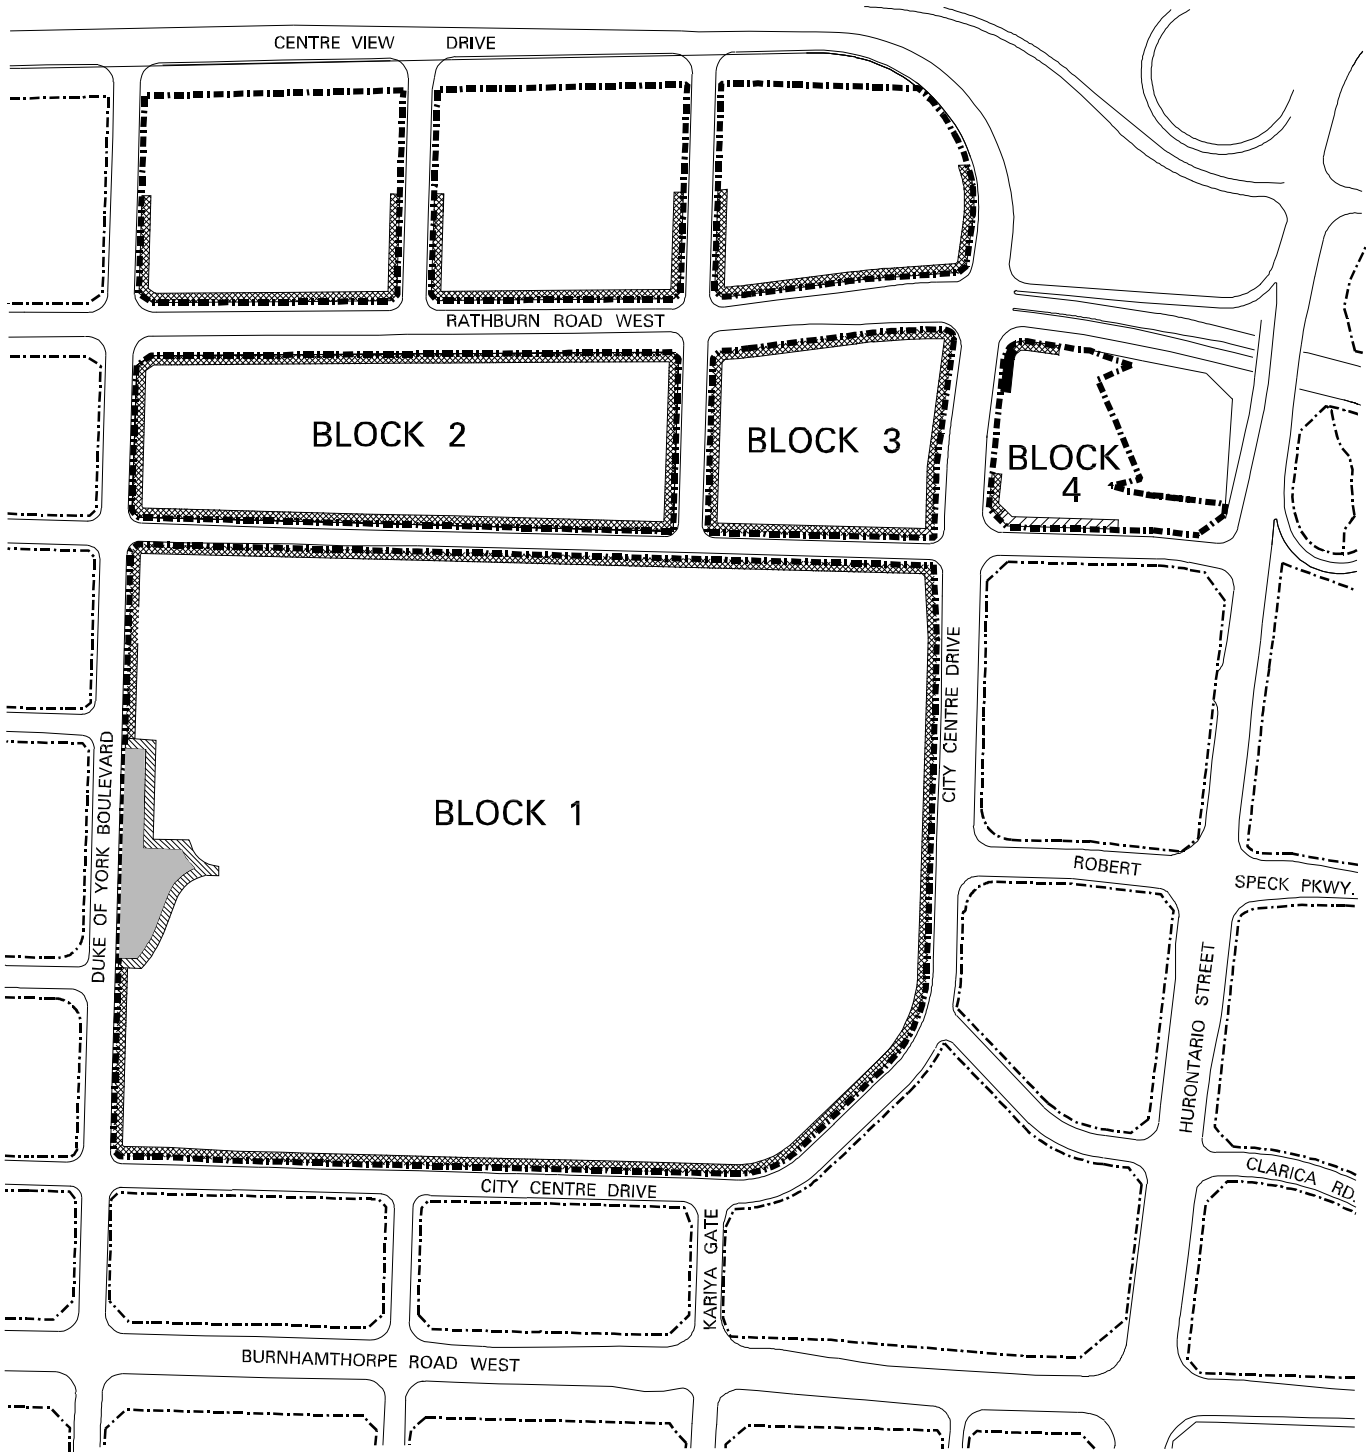 CENTRE VIEW DRIVE
RATHBURN ROAD WEST
BLOCK 2
BLOCK 3
BLOCK
4
CITY CENTRE DRIVE
DUKE OF YORK BOULEVARD
BLOCK 1
ROBERT
SPECK PKWY.
HURONTARIO STREET
CLARICA RD.
CITY CENTRE DRIVE
KARIYA GATE
BURNHAMTHORPE ROAD WEST